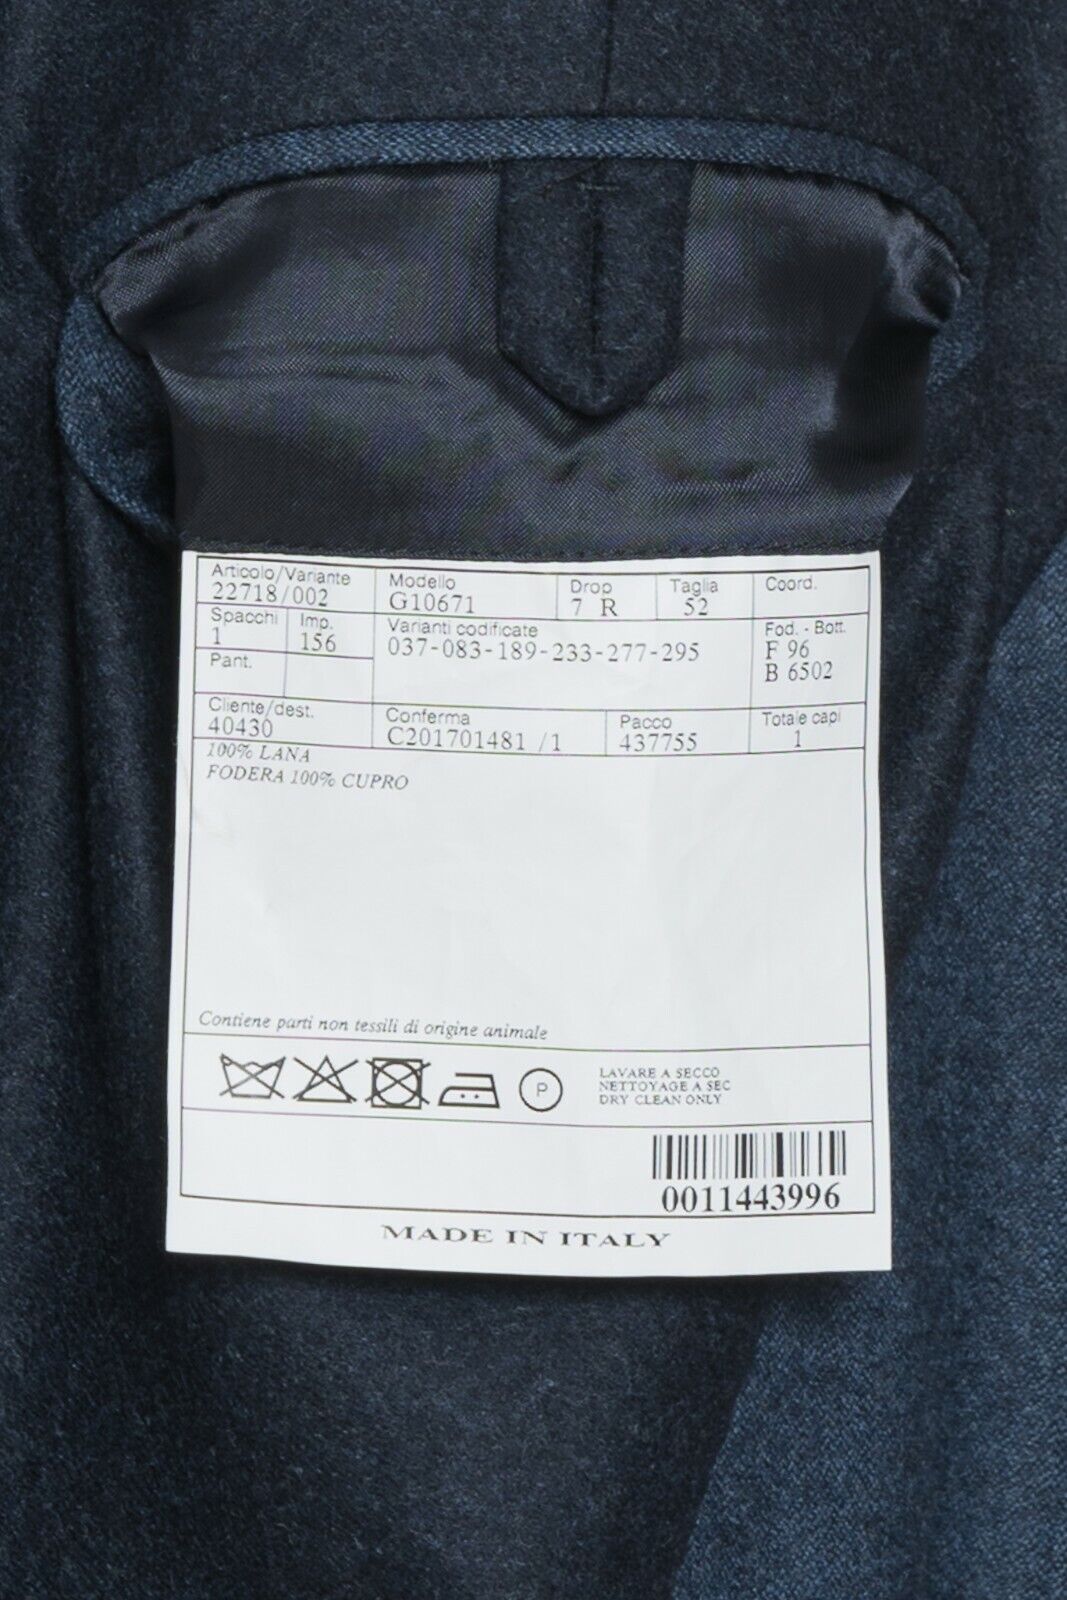 Articolo/Variante Modello Drop Taglia Coord.
22718/002 G10671 7 R 52
Spacchi Imp. Varianti codificate Fod. - Bott.
1 156 037-083-189-233-277-295 F 96
Pant. B 6502
Cliente/dest. Conferma Pacco Totale capi
40430 C201701481 /1 437755 1
100% LANA
FODERA 100% CUPRO
Contiene parti non tessili di origine animale
P
LAVARE A SECCO
NETTOYAGE A SEC
DRY CLEAN ONLY
0011443996
MADE IN ITALY